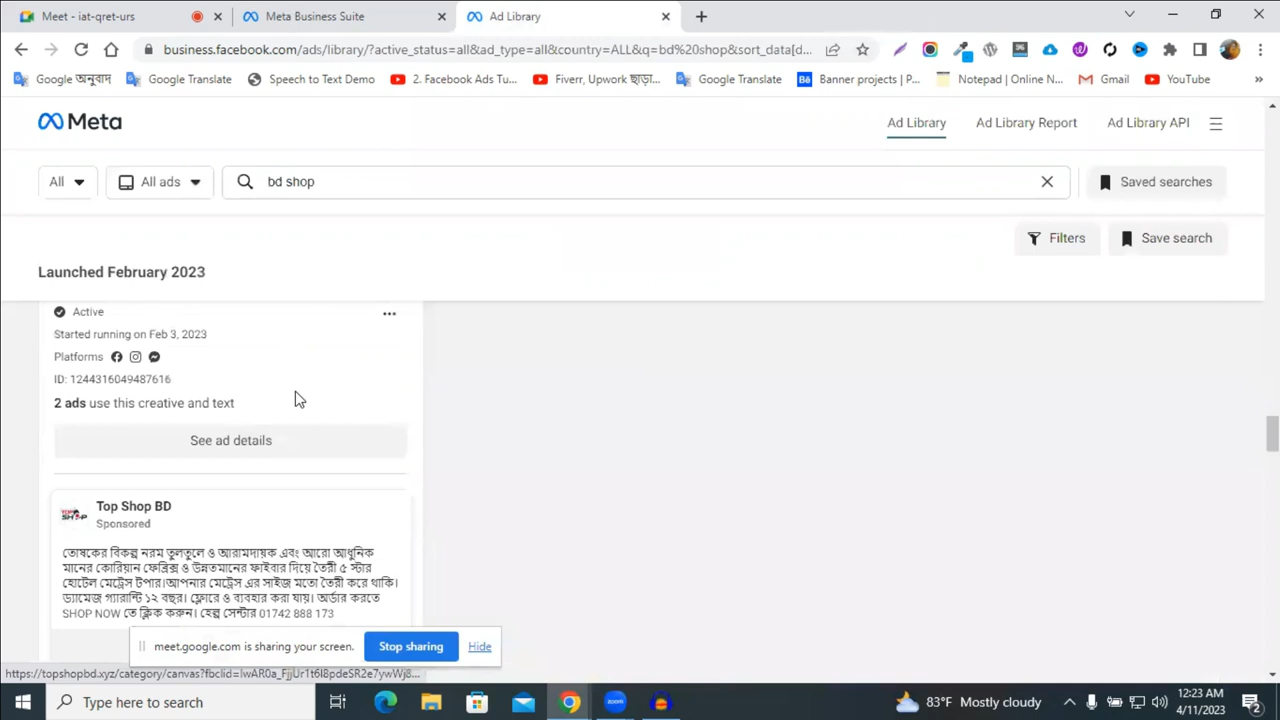 Meet - iat-qret-urs
Meta Business Suite
Ad Library
business.facebook.com/ads/library/?active_status=all&ad_type=all&country=ALL&q=bd%20shop&sort_data[d...
Google অনুবাদ
Google Translate
Speech to Text Demo
2. Facebook Ads Tu...
Fiverr, Upwork ছাড়া...
Google Translate
Banner projects | P...
Notepad | Online N...
Gmail
YouTube
Meta
Ad Library
Ad Library Report
Ad Library API
All
All ads
bd shop
Saved searches
Filters
Save search
Launched February 2023
Active
Started running on Feb 3, 2023
Platforms
ID: 1244316049487616
2 ads use this creative and text
See ad details
Top Shop BD
Sponsored
তোষকের বিকল্প নরম তুলতুলে ও আরামদায়ক এবং আরো আধুনিক
মানের কোরিয়ান ফেব্রিক্স ও উন্নতমানের ফাইবার দিয়ে তৈরী ৫ স্টার
হোটেল মেট্রেস টপার।আপনার মেট্রেস এর সাইজ মতো তৈরী করে থাকি।
ড্যামেজ গ্যারান্টি ১২ বছর। ফ্লোরে ও ব্যবহার করা যায়। অর্ডার করতে
SHOP NOW তে ক্লিক করুন। হেল্প সেন্টার 01742 888 173
meet.google.com is sharing your screen.
Stop sharing
Hide
Type here to search
83°F Mostly cloudy
12:23 AM
4/11/2023
2